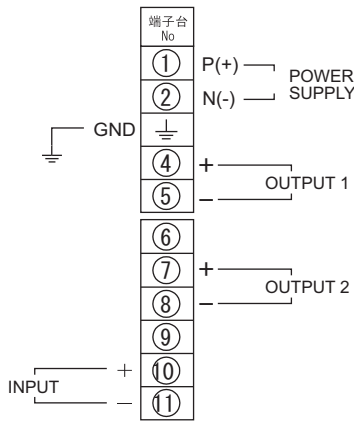 端子台
No
① P(+)
POWER
② N(-)
SUPPLY
GND
④ +
OUTPUT 1
⑤ −
⑥
⑦ +
OUTPUT 2
⑧ −
⑨
⑩ +
INPUT
⑪ −